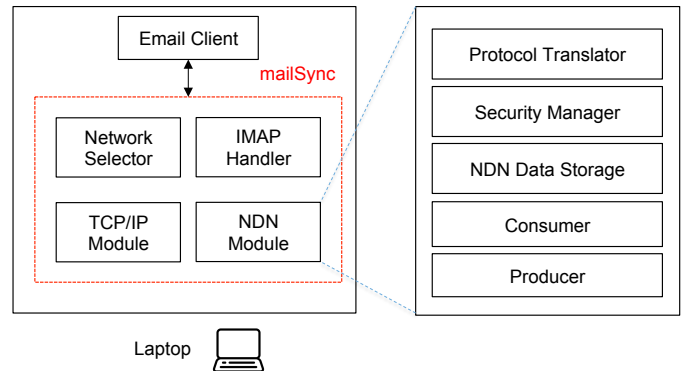 Email Client
mailSync
Network
Selector
IMAP
Handler
TCP/IP
Module
NDN
Module
Laptop
Protocol Translator
Security Manager
NDN Data Storage
Consumer
Producer